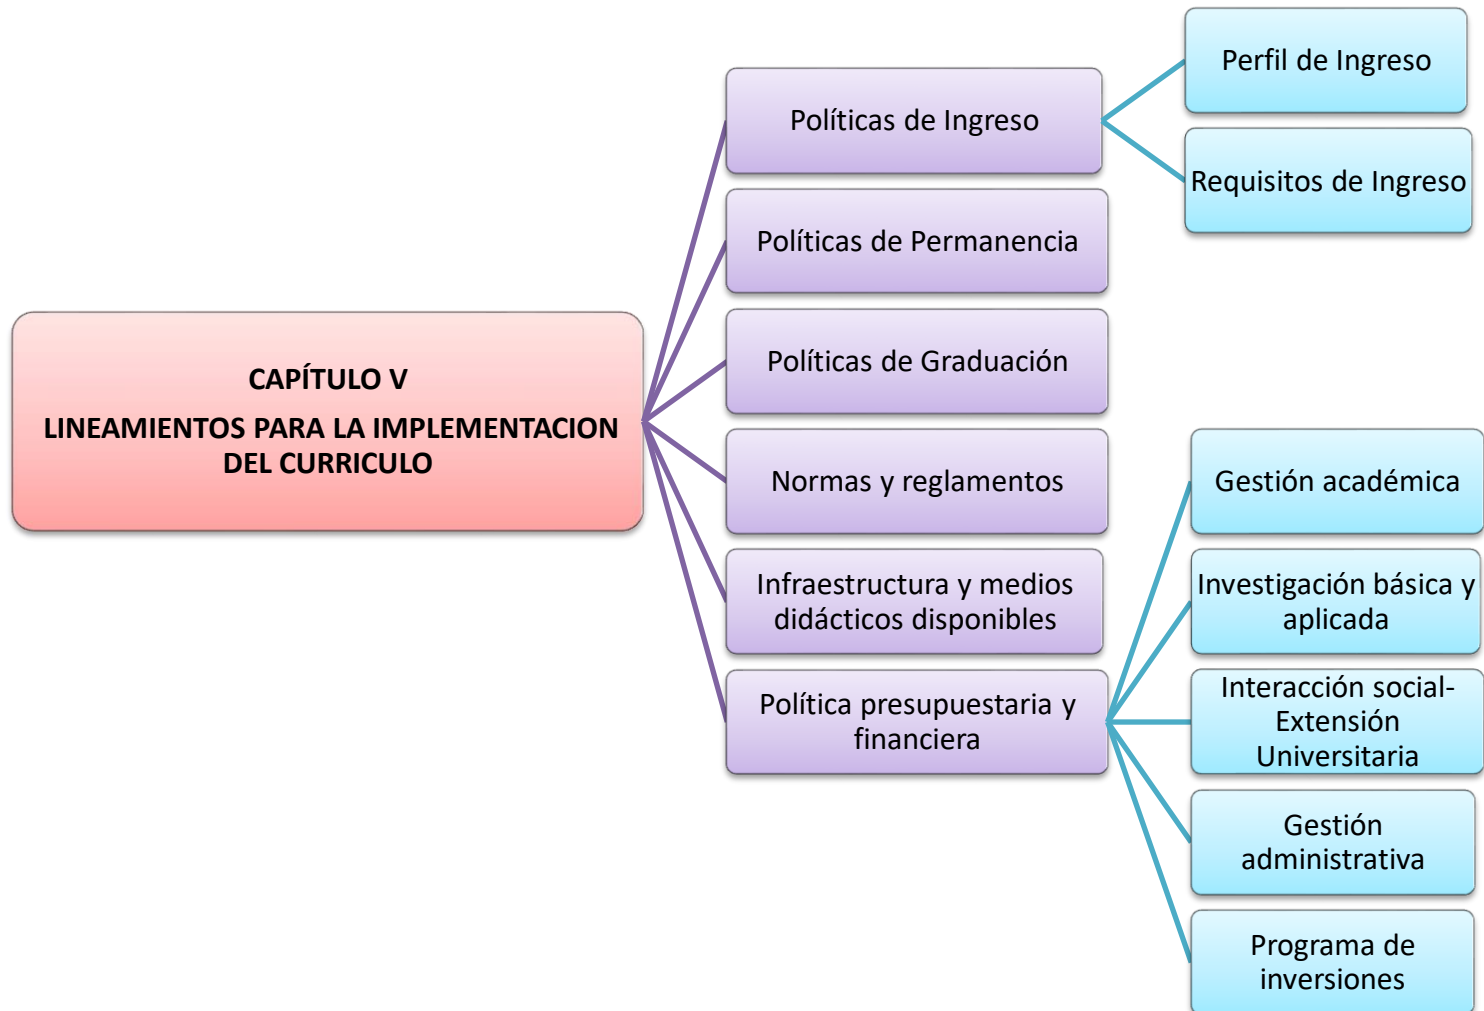 CAPÍTULO V
LINEAMIENTOS PARA LA IMPLEMENTACION
DEL CURRICULO
Políticas de Ingreso
Perfil de Ingreso
Requisitos de Ingreso
Políticas de Permanencia
Políticas de Graduación
Normas y reglamentos
Infraestructura y medios
didácticos disponibles
Política presupuestaria y
financiera
Gestión académica
Investigación básica y
aplicada
Interacción social-
Extensión
Universitaria
Gestión
administrativa
Programa de
inversiones